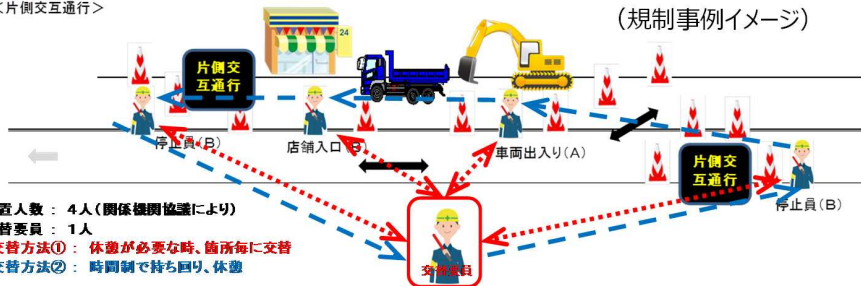 <片側交互通行>
(規制事例イメージ)
24
片側交
互通行
停止員(B)
店舗入口(B)
車両出入り(A)
片側交
互通行
停止員(B)
置人数 : 4人(関係機関協議により)
替要員 : 1人
交替方法① : 休憩が必要な時、箇所毎に交替
交替方法② : 時間制で持ち回り、休憩
交替要員